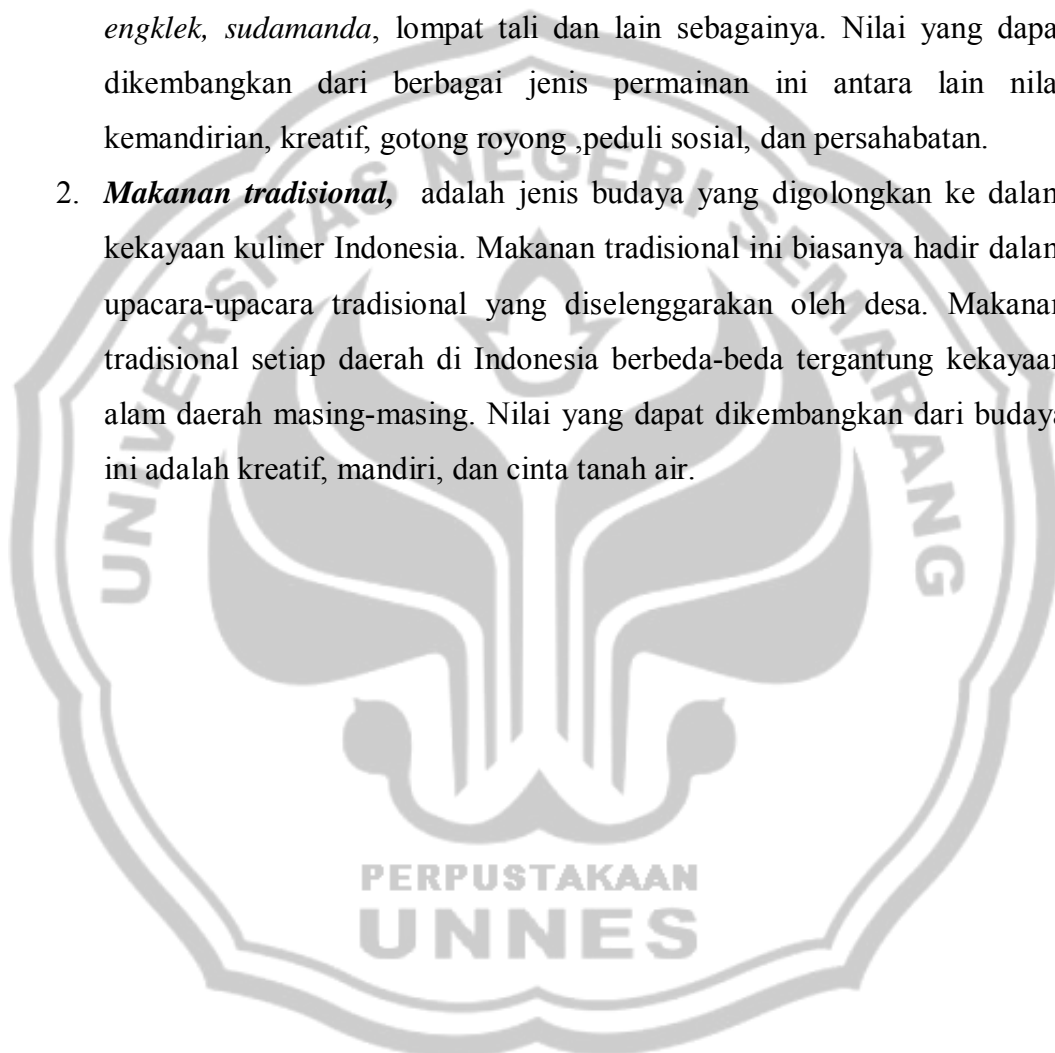 engklek, sudamanda, lompat tali dan lain sebagainya. Nilai yang dapa
dikembangkan dari berbagai jenis permainan ini antara lain nila
kemandirian, kreatif, gotong royong ,peduli sosial, dan persahabatan.
2. Makanan tradisional, adalah jenis budaya yang digolongkan ke dalam
kekayaan kuliner Indonesia. Makanan tradisional ini biasanya hadir dalam
upacara-upacara tradisional yang diselenggarakan oleh desa. Makanan
tradisional setiap daerah di Indonesia berbeda-beda tergantung kekayaan
alam daerah masing-masing. Nilai yang dapat dikembangkan dari budaya
ini adalah kreatif, mandiri, dan cinta tanah air.
UNIVERSITAS NEGERI SEMARANG
PERPUSTAKAAN
UNNES